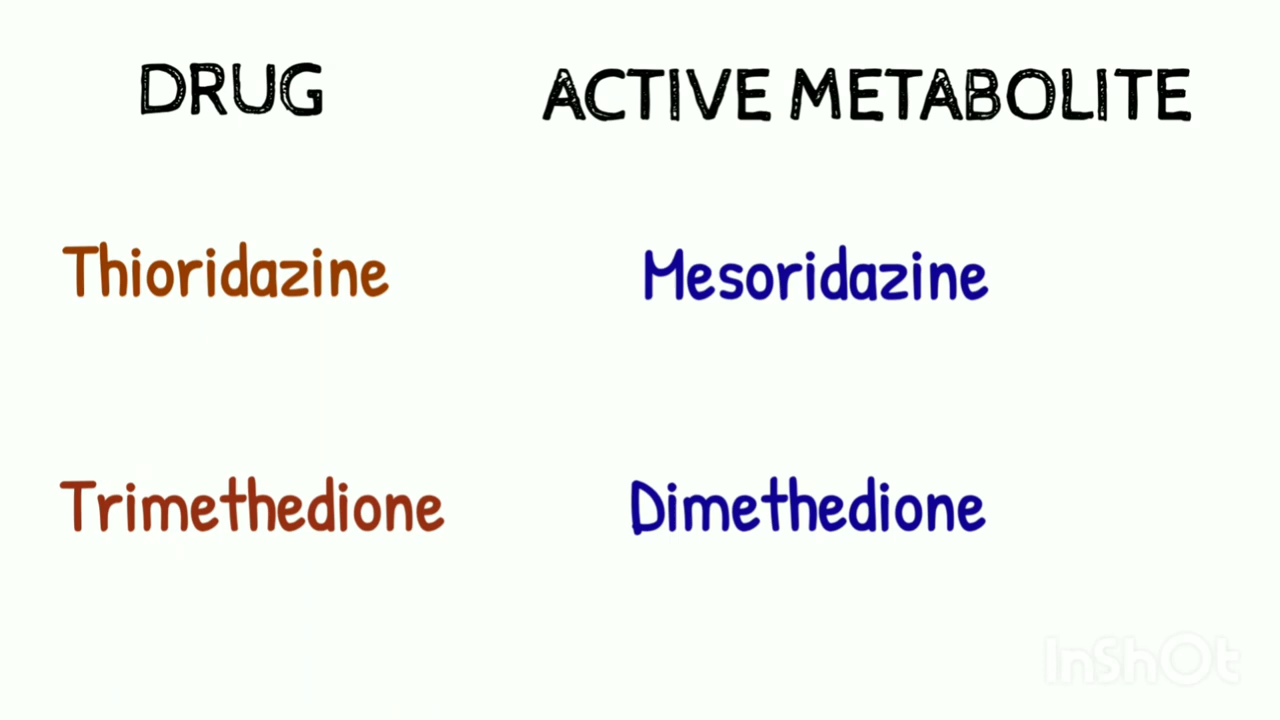 DRUG ACTIVE METABOLITE
Thioridazine Mesoridazine
Trimethedione Dimethedione
InShOt